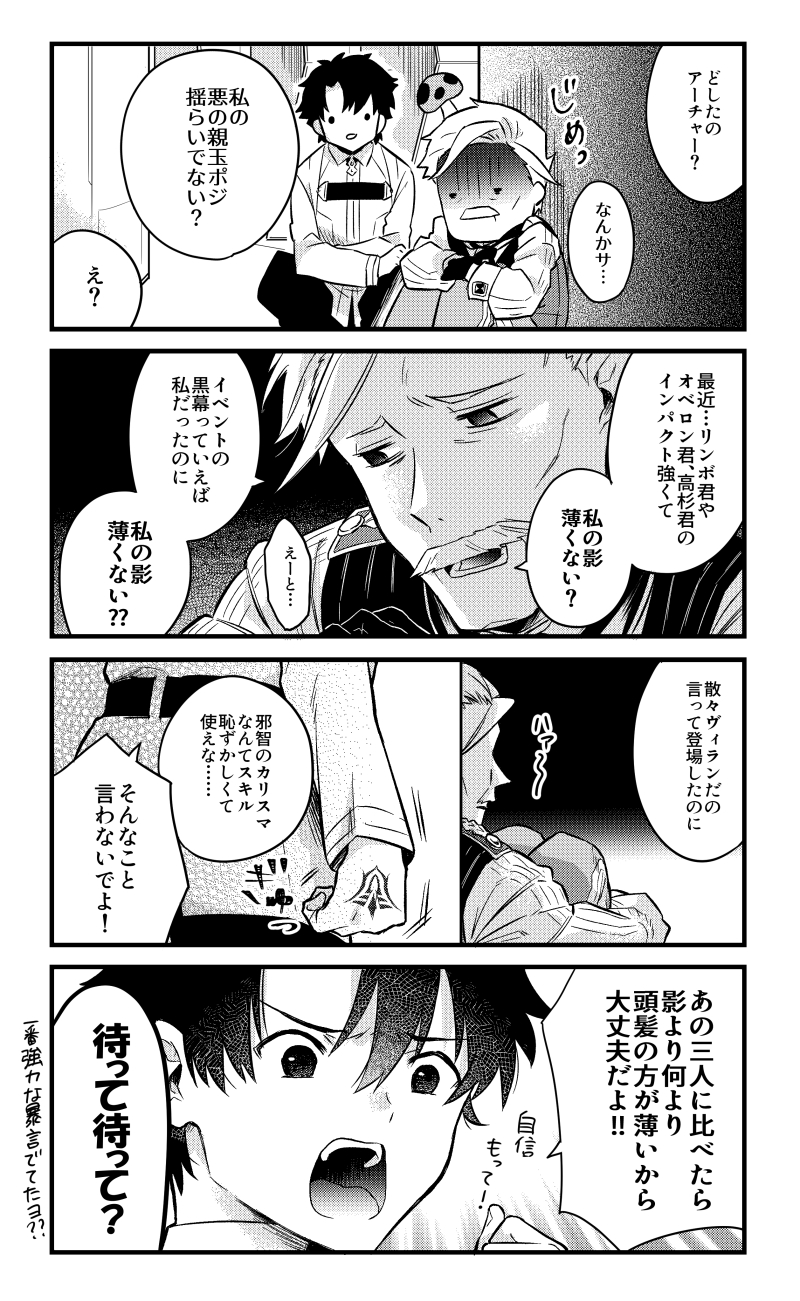 どしたの
アーチャー？
じめっ
なんかサ…
私の
悪の親玉ポジ
揺らいでない？
え？
最近…リンボ君や
オベロン君、高杉君の
インパクト強くて
私の影
薄くない？
イベントの
黒幕っていえば
私だったのに
えーと…
私の影
薄くない⁇
散々ヴィランだの
言って登場したのに
ハァ〜
邪智のカリスマ
なんてスキル
恥ずかしくて
使えな……
ぎゅっ
そんなこと
言わないでよ！
あの三人に比べたら
影より何より
頭髪の方が薄いから
大丈夫だよ‼
自信
もって！
待って待って？
一番強力な暴言でてたヨ⁇